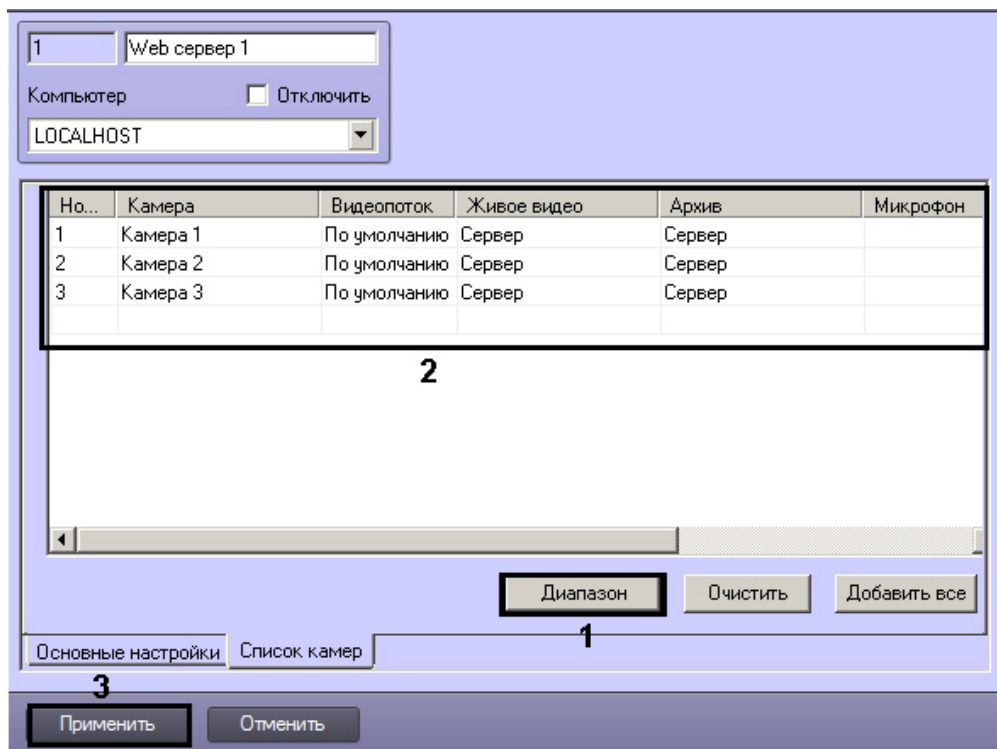 1 Web сервер 1
Компьютер Отключить
LOCALHOST
Но... Камера Видеопоток Живое видео Архив Микрофон
1 Камера 1 По умолчанию Сервер Сервер
2 Камера 2 По умолчанию Сервер Сервер
3 Камера 3 По умолчанию Сервер Сервер
2
Диапазон Очистить Добавить все
1
Основные настройки Список камер
3
Применить Отменить